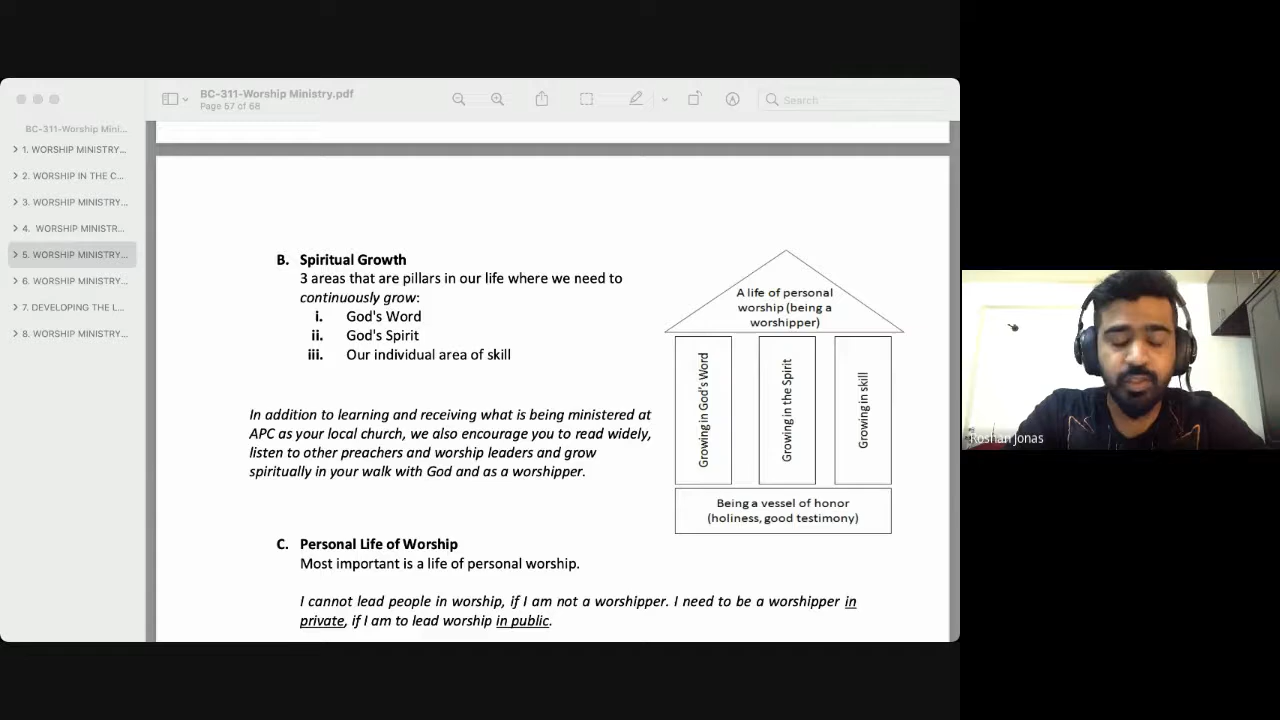 BC-311-Worship Ministry.pdf
Page 57 of 68
Search
BC-311-Worship Mini...
1. WORSHIP MINISTRY...
2. WORSHIP IN THE C...
3. WORSHIP MINISTRY...
4. WORSHIP MINISTR...
5. WORSHIP MINISTRY...
6. WORSHIP MINISTRY...
7. DEVELOPING THE L...
8. WORSHIP MINISTRY...
B. Spiritual Growth
3 areas that are pillars in our life where we need to
continuously grow:
i. God's Word
ii. God's Spirit
iii. Our individual area of skill
In addition to learning and receiving what is being ministered at
APC as your local church, we also encourage you to read widely,
listen to other preachers and worship leaders and grow
spiritually in your walk with God and as a worshipper.
A life of personal
worship (being a
worshipper)
Growing in God's Word
Growing in the Spirit
Growing in skill
Being a vessel of honor
(holiness, good testimony)
C. Personal Life of Worship
Most important is a life of personal worship.
I cannot lead people in worship, if I am not a worshipper. I need to be a worshipper in
private, if I am to lead worship in public.
Roshan Jonas